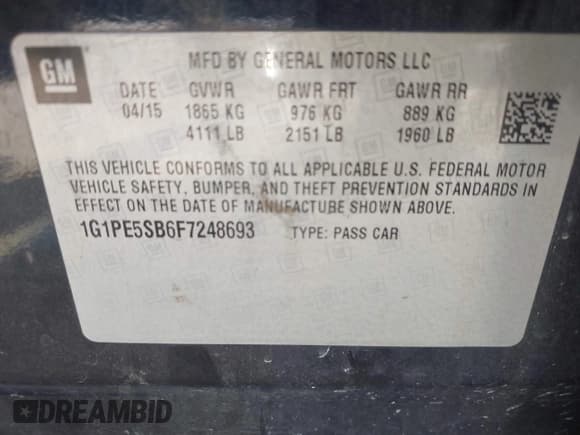 GM
MFD BY GENERAL MOTORS LLC
DATE GVWR GAWR FRT GAWR RR
04/15 1865 KG 976 KG 889 KG
4111 LB 2151 LB 1960 LB
THIS VEHICLE CONFORMS TO ALL APPLICABLE U.S. FEDERAL MOTOR
VEHICLE SAFETY, BUMPER, AND THEFT PREVENTION STANDARDS IN
EFFECT ON THE DATE OF MANUFACTURE SHOWN ABOVE.
1G1PE5SB6F7248693 TYPE: PASS CAR
DREAMBID